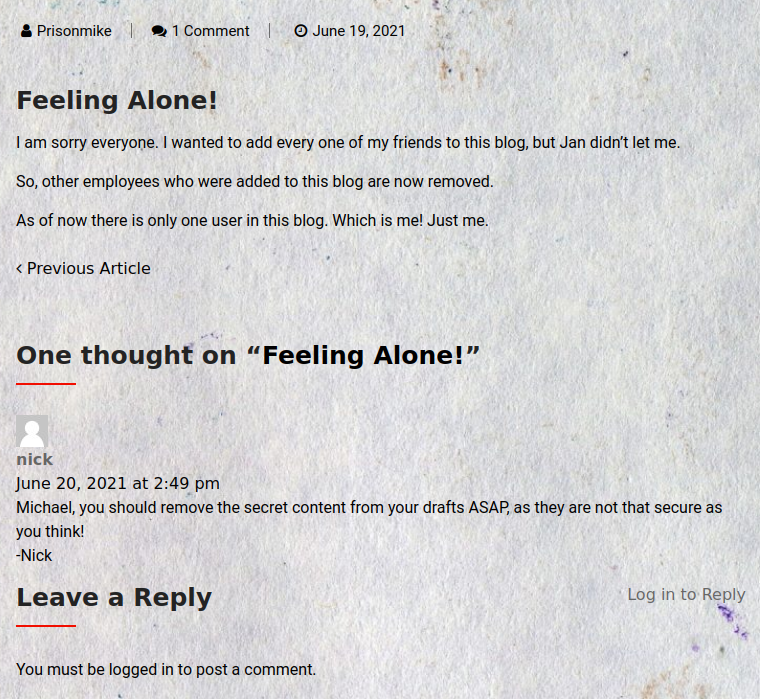 Prisonmike 1 Comment June 19, 2021
Feeling Alone!
I am sorry everyone. I wanted to add every one of my friends to this blog, but Jan didn’t let me.
So, other employees who were added to this blog are now removed.
As of now there is only one user in this blog. Which is me! Just me.
‹ Previous Article
One thought on “Feeling Alone!”
nick
June 20, 2021 at 2:49 pm
Michael, you should remove the secret content from your drafts ASAP, as they are not that secure as
you think!
-Nick
Leave a Reply
Log in to Reply
You must be logged in to post a comment.